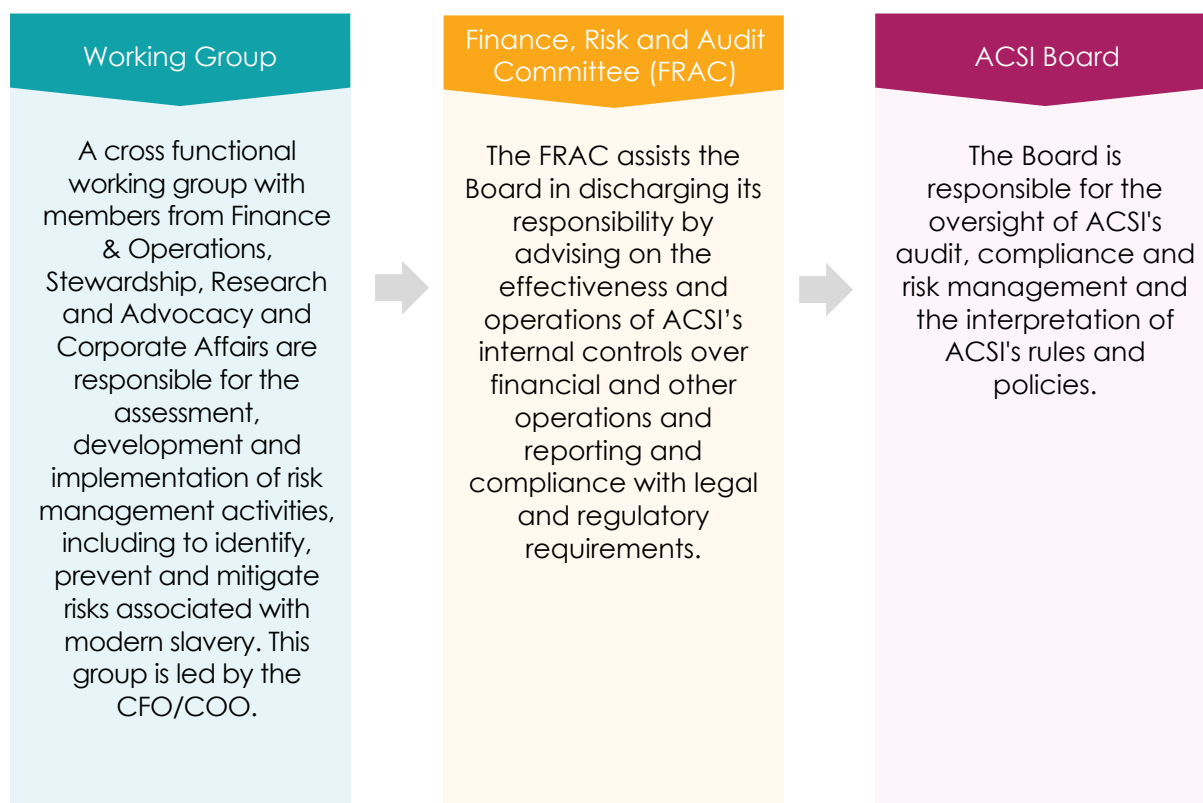 Working Group
A cross functional
working group with
members from Finance
& Operations,
Stewardship, Research
and Advocacy and
Corporate Affairs are
responsible for the
assessment,
development and
implementation of risk
management activities,
including to identify,
prevent and mitigate
risks associated with
modern slavery. This
group is led by the
CFO/COO.
Finance, Risk and Audit
Committee (FRAC)
The FRAC assists the
Board in discharging its
responsibility by
advising on the
effectiveness and
operations of ACSI’s
internal controls over
financial and other
operations and
reporting and
compliance with legal
and regulatory
requirements.
ACSI Board
The Board is
responsible for the
oversight of ACSI's
audit, compliance and
risk management and
the interpretation of
ACSI's rules and
policies.